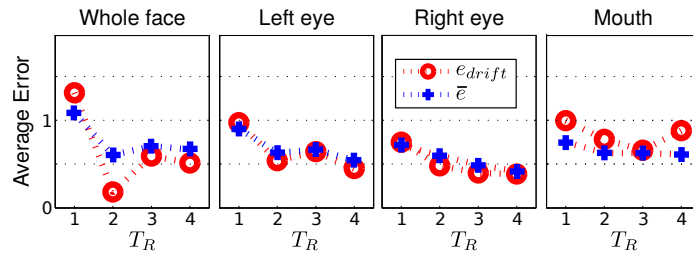 Whole face Left eye Right eye Mouth
Average Error
1
0
e_drift
e̅
1 2 3 4 1 2 3 4 1 2 3 4 1 2 3 4
T_R T_R T_R T_R